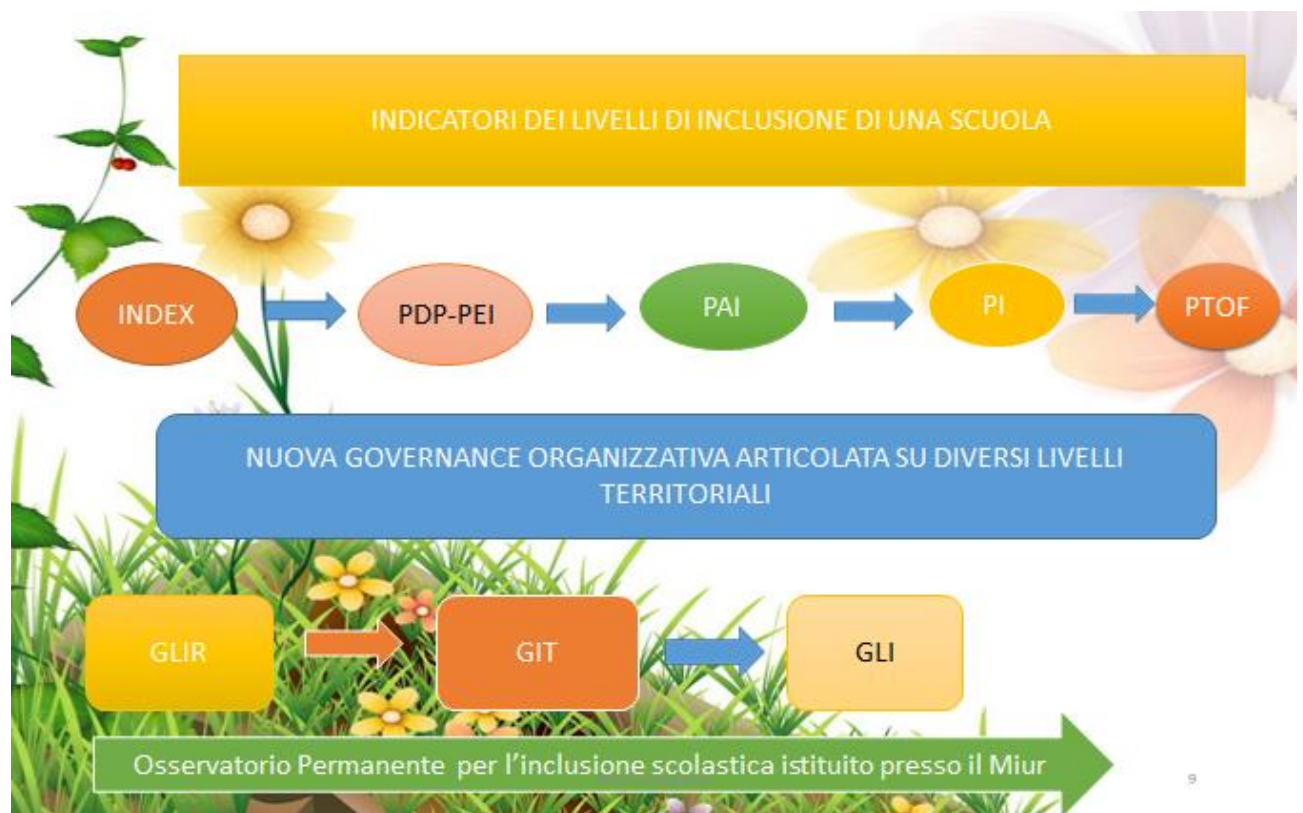 INDICATORI DEI LIVELLI DI INCLUSIONE DI UNA SCUOLA
INDEX
PDP-PEI
PAI
PI
PTOF
NUOVA GOVERNANCE ORGANIZZATIVA ARTICOLATA SU DIVERSI LIVELLI
TERRITORIALI
GLIR
GIT
GLI
Osservatorio Permanente per l'inclusione scolastica istituito presso il Miur
9